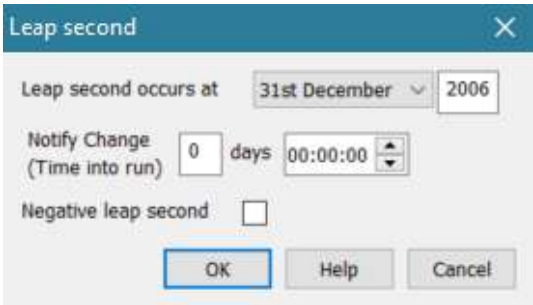 Leap second
Leap second occurs at 31st December 2006
Notify Change
(Time into run) 0 days 00:00:00
Negative leap second
OK Help Cancel